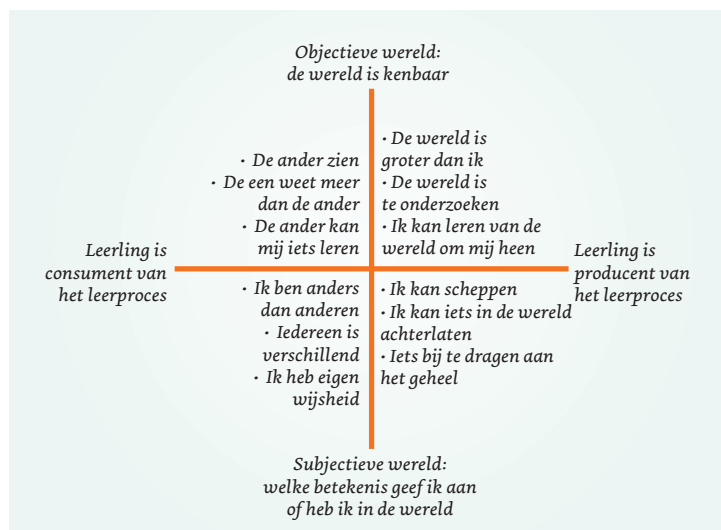 Objectieve wereld:
de wereld is kenbaar
• De ander zien
• De een weet meer
dan de ander
• De ander kan
mij iets leren
• De wereld is
groter dan ik
• De wereld is
te onderzoeken
• Ik kan leren van de
wereld om mij heen
Leerling is
consument van
het leerproces
Leerling is
producent van
het leerproces
• Ik ben anders
dan anderen
• Iedereen is
verschillend
• Ik heb eigen
wijsheid
• Ik kan scheppen
• Ik kan iets in de wereld
achterlaten
• Iets bij te dragen aan
het geheel
Subjectieve wereld:
welke betekenis geef ik aan
of heb ik in de wereld